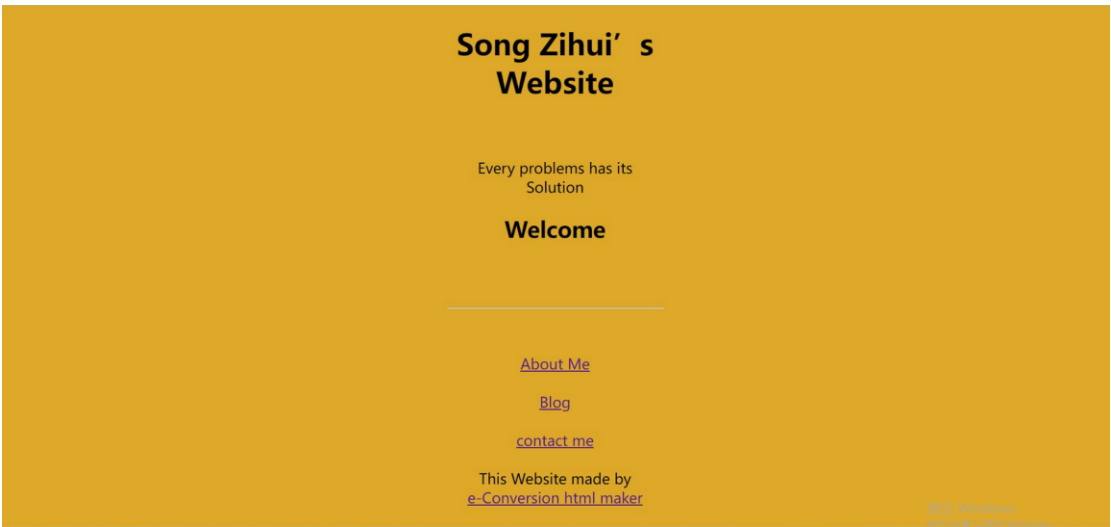 Song Zihui’s
Website
Every problems has its
Solution
Welcome
About Me
Blog
contact me
This Website made by
e-Conversion html maker